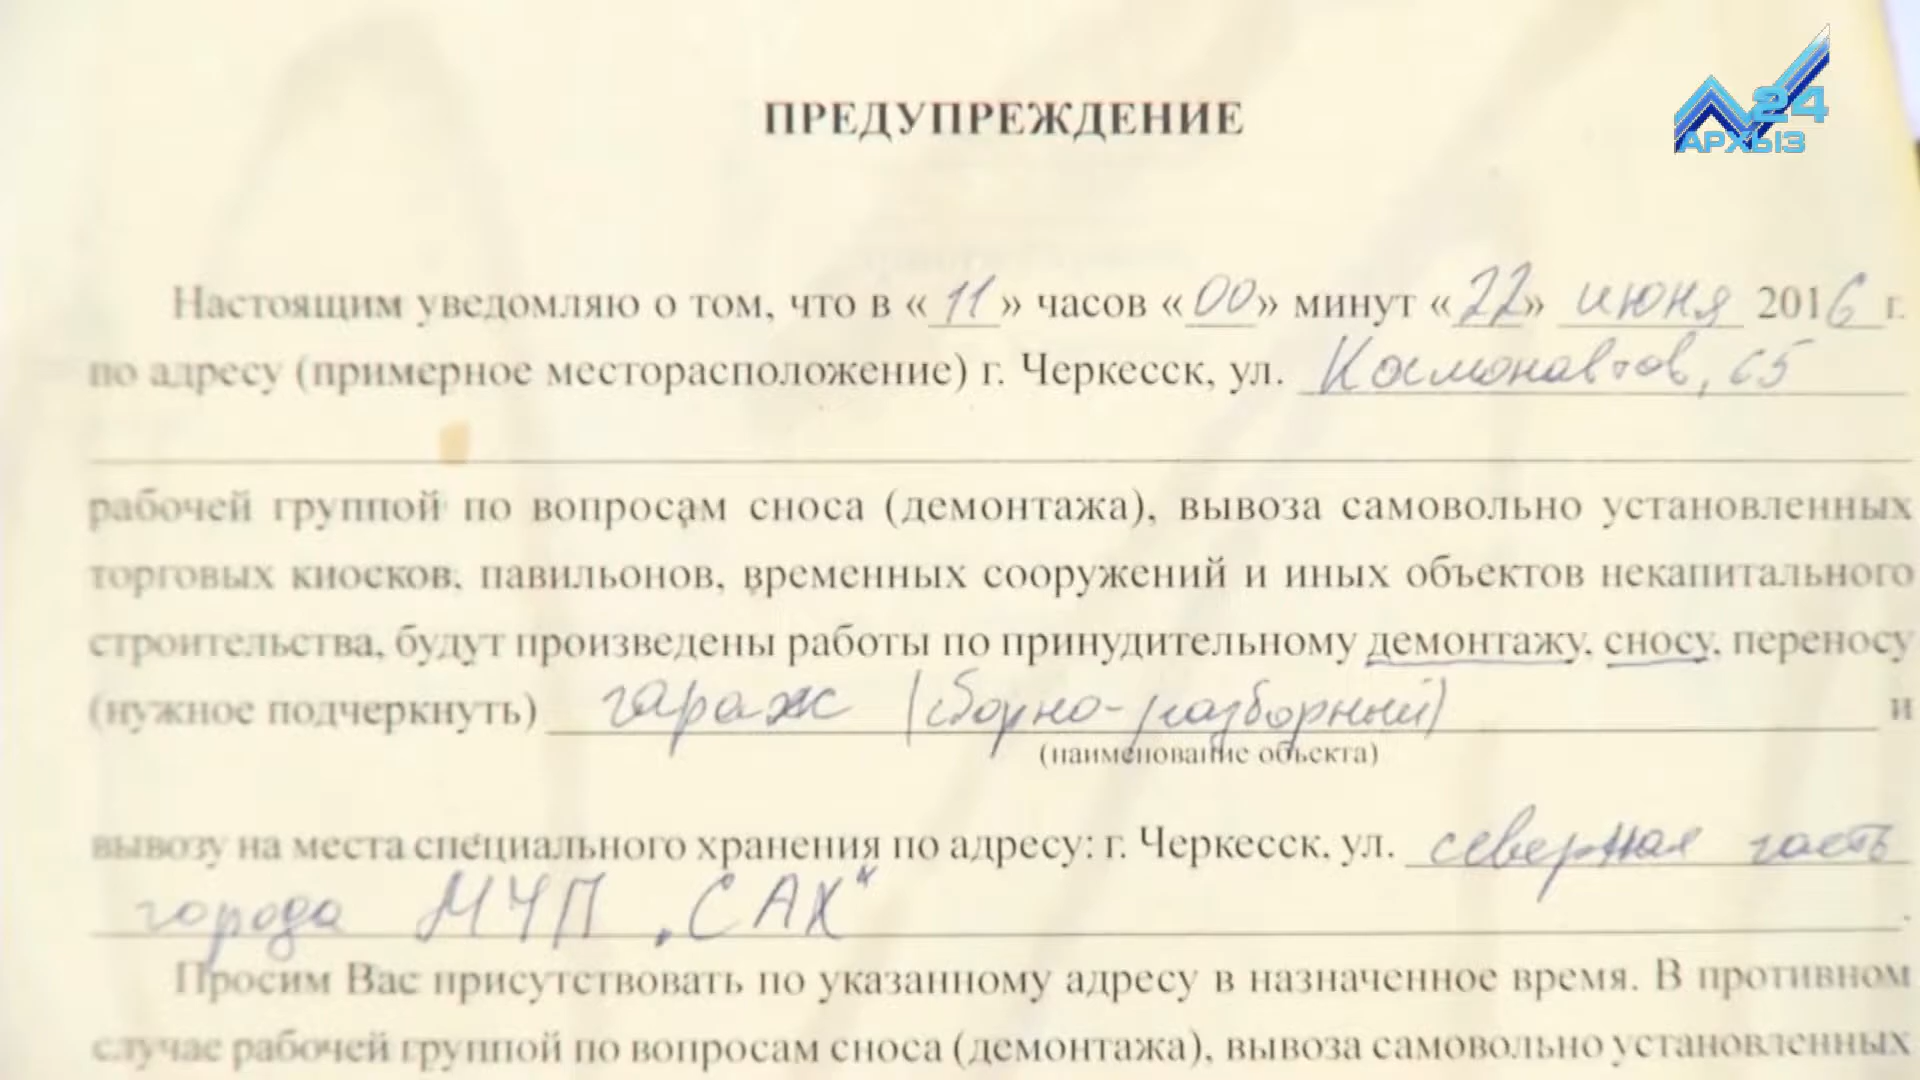 24
АРХЫЗ
ПРЕДУПРЕЖДЕНИЕ
Настоящим уведомляю о том, что в «11» часов «00» минут «22» июня 2016 г.
по адресу (примерное месторасположение) г. Черкесск, ул. Космонавтов, 65
рабочей группой по вопросам сноса (демонтажа), вывоза самовольно установленных
торговых киосков, павильонов, временных сооружений и иных объектов некапитального
строительства, будут произведены работы по принудительному демонтажу, сносу, переносу
(нужное подчеркнуть) гараж (сборно-разборный) и
(наименование объекта)
вывозу на места специального хранения по адресу: г. Черкесск, ул. северная часть
города МУП "САХ" .
Просим Вас присутствовать по указанному адресу в назначенное время. В противном
случае рабочей группой по вопросам сноса (демонтажа), вывоза самовольно установленных